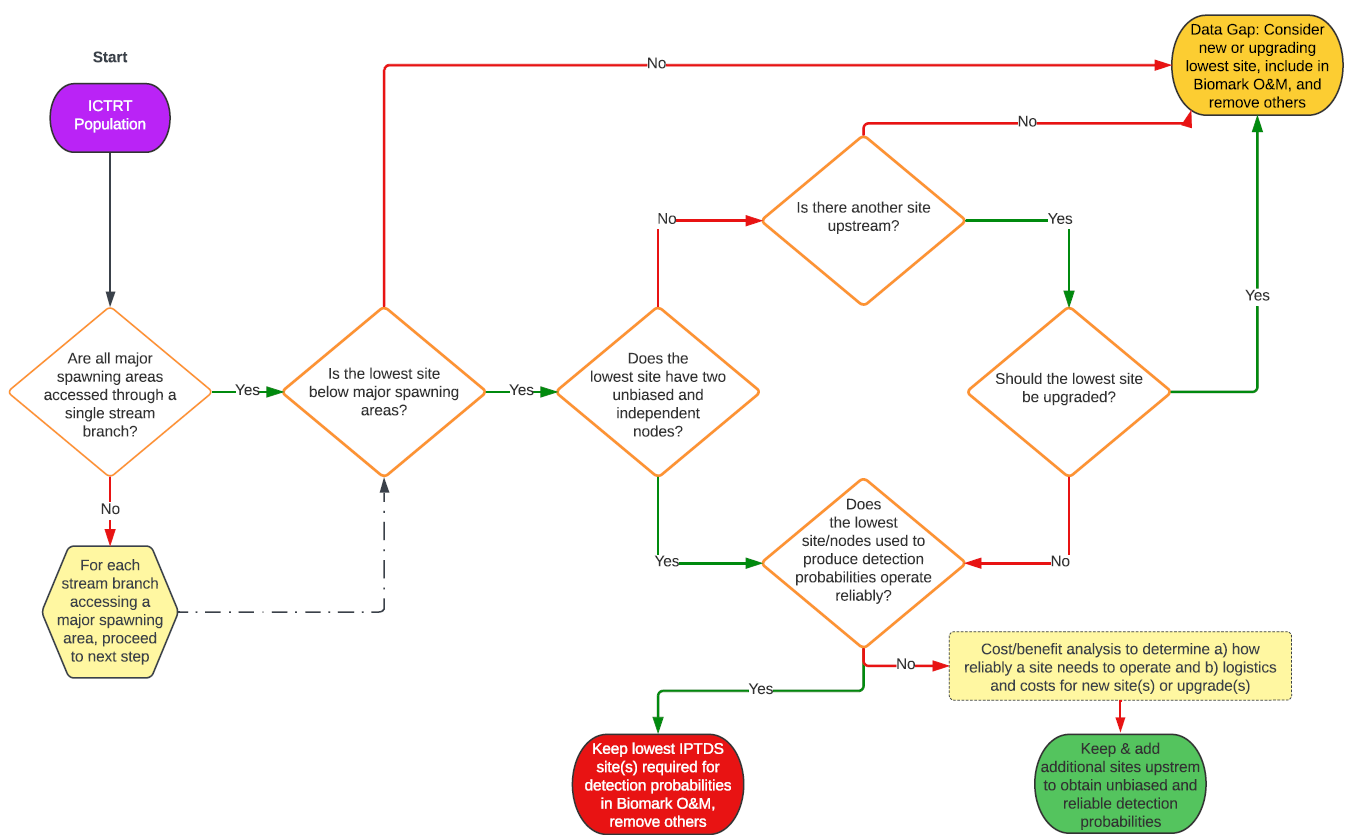 Start
ICTRT
Population
Data Gap: Consider
new or upgrading
lowest site, include in
Biomark O&M, and
remove others
No
No
Is there another site
upstream?
No
Yes
Yes
Are all major
spawning areas
accessed through a
single stream
branch?
Yes
Is the lowest site
below major spawning
areas?
Yes
Does the
lowest site have two
unbiased and
independent
nodes?
Should the lowest site
be upgraded?
No
Yes
Does
the lowest
site/nodes used to
produce detection
probabilities operate
reliably?
No
For each
stream branch
accessing a
major spawning
area, proceed
to next step
No
Cost/benefit analysis to determine a) how
reliably a site needs to operate and b) logistics
and costs for new site(s) or upgrade(s)
Yes
Keep lowest IPTDS
site(s) required for
detection probabilities
in Biomark O&M,
remove others
Keep & add
additional sites upstrem
to obtain unbiased and
reliable detection
probabilities